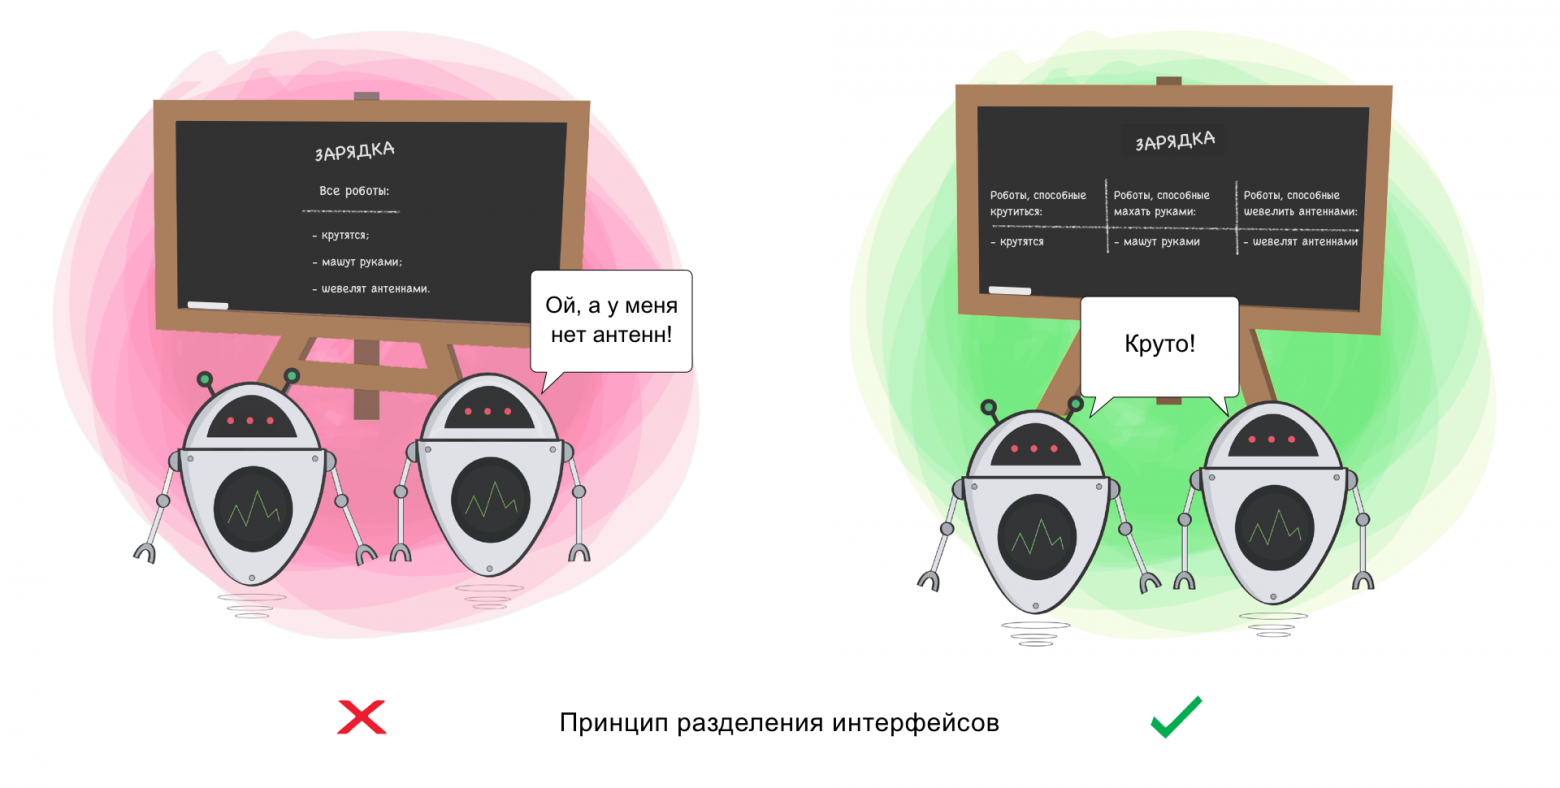 ЗАРЯДКА
Все роботы:
- крутятся;
- машут руками;
- шевелят антеннами.
Ой, а у меня
нет антенн!
ЗАРЯДКА
Роботы, способные
крутиться:
- крутятся
Роботы, способные
махать руками:
- машут руками
Роботы, способные
шевелить антеннами:
- шевелят антеннами
Круто!
Принцип разделения интерфейсов